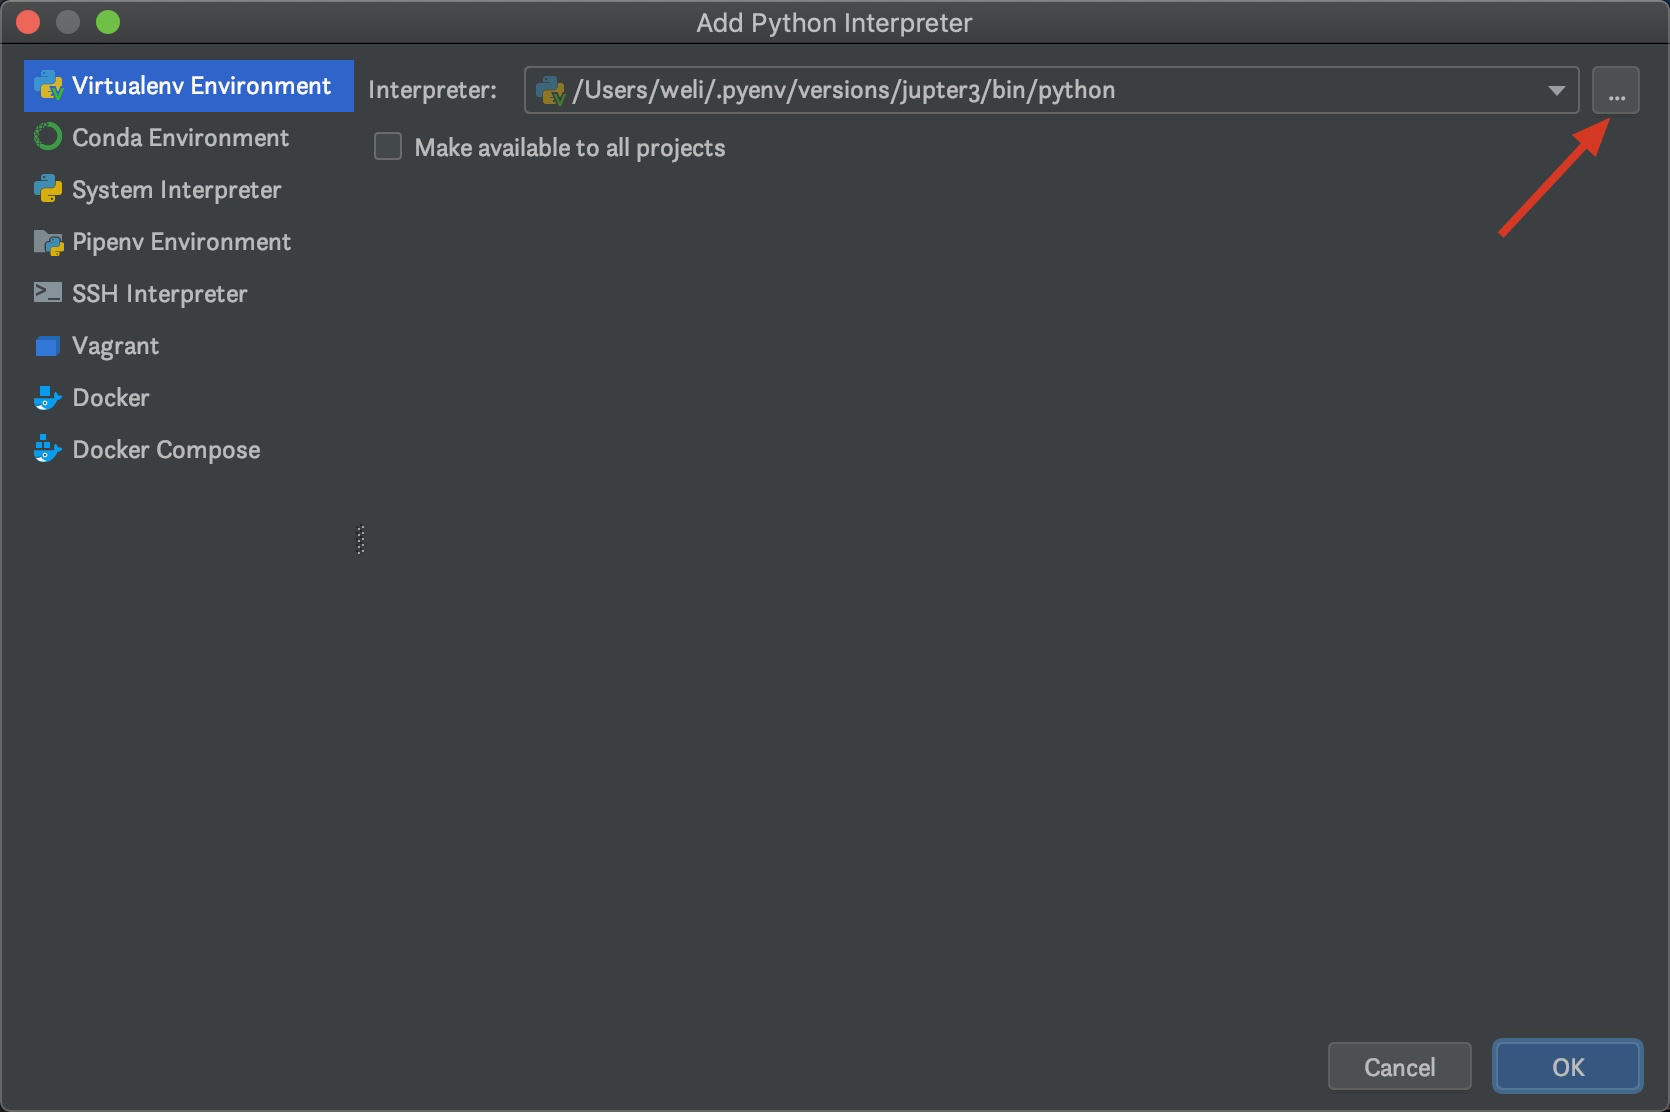 Add Python Interpreter
Virtualenv Environment
Conda Environment
System Interpreter
Pipenv Environment
SSH Interpreter
Vagrant
Docker
Docker Compose
Interpreter: /Users/weli/.pyenv/versions/jupter3/bin/python ...
Make available to all projects
Cancel OK